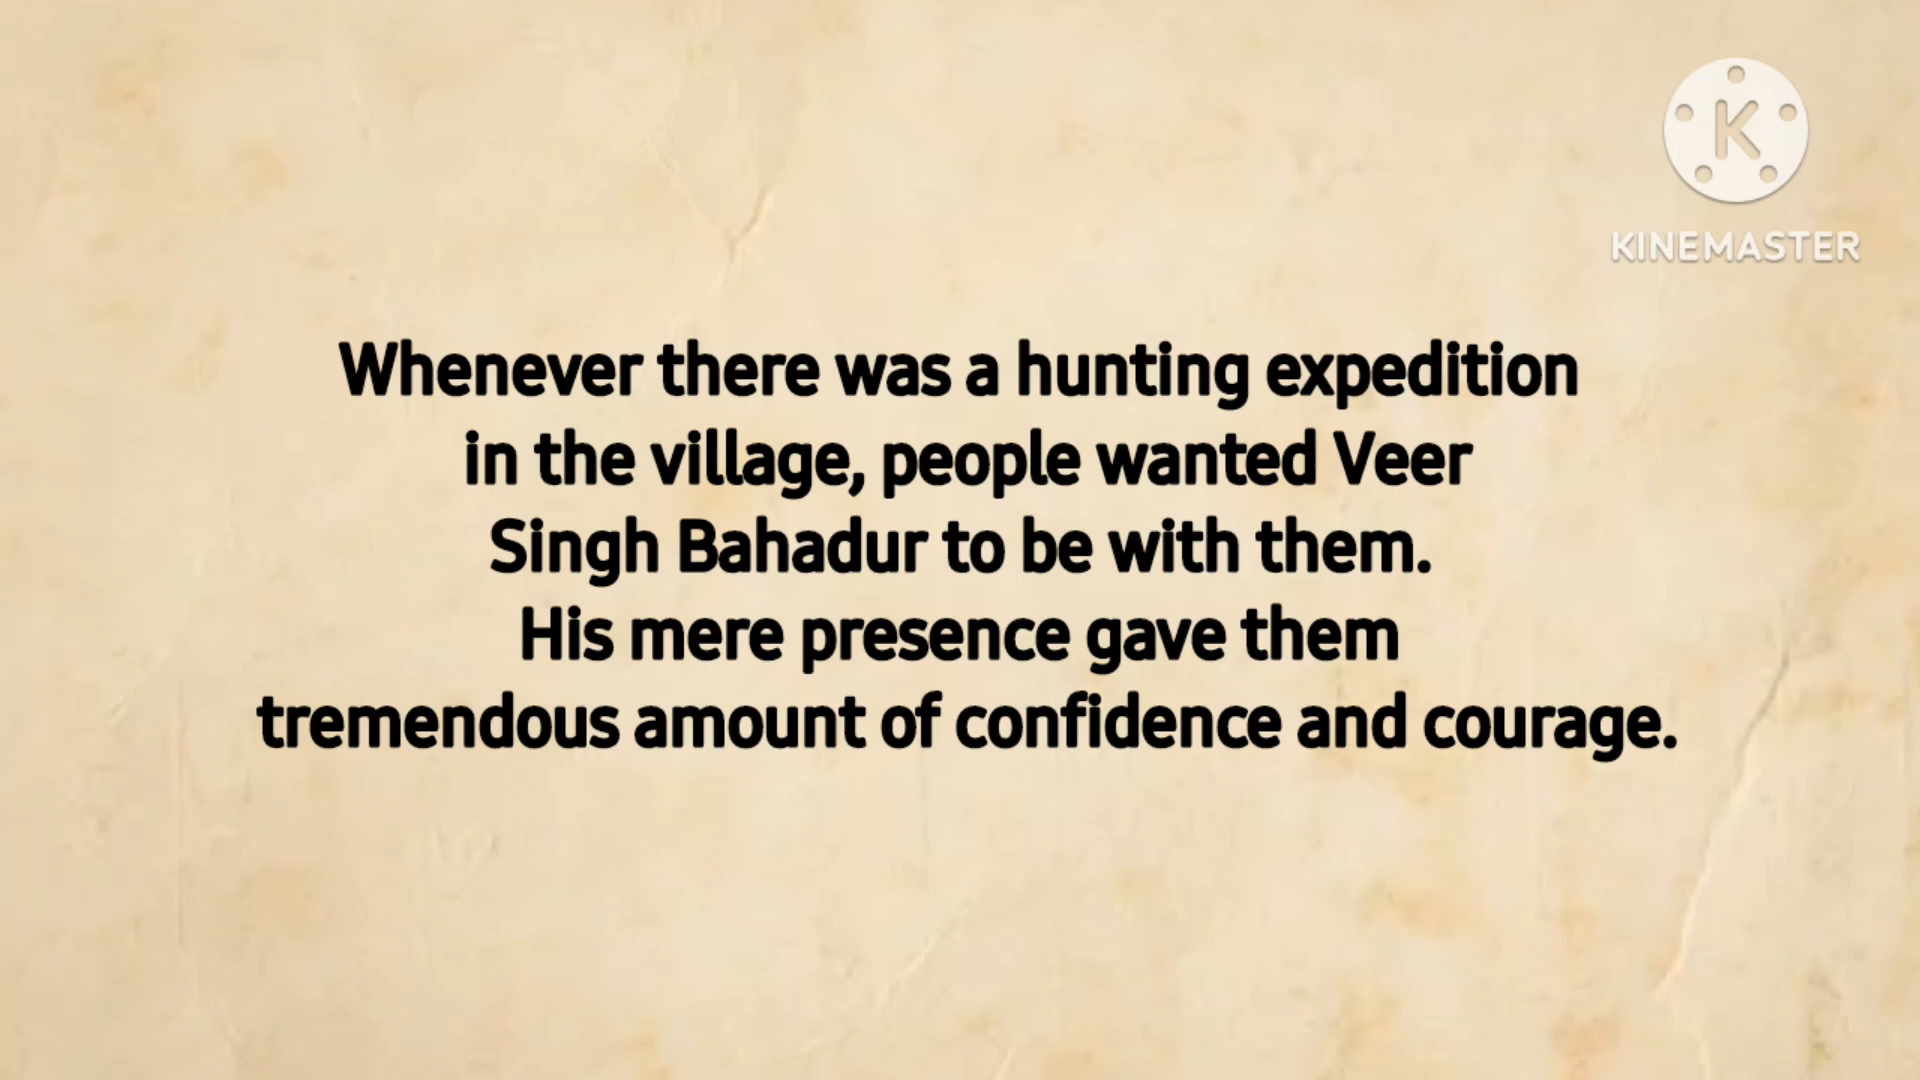 K
KINEMASTER
Whenever there was a hunting expedition
in the village, people wanted Veer
Singh Bahadur to be with them.
His mere presence gave them
tremendous amount of confidence and courage.